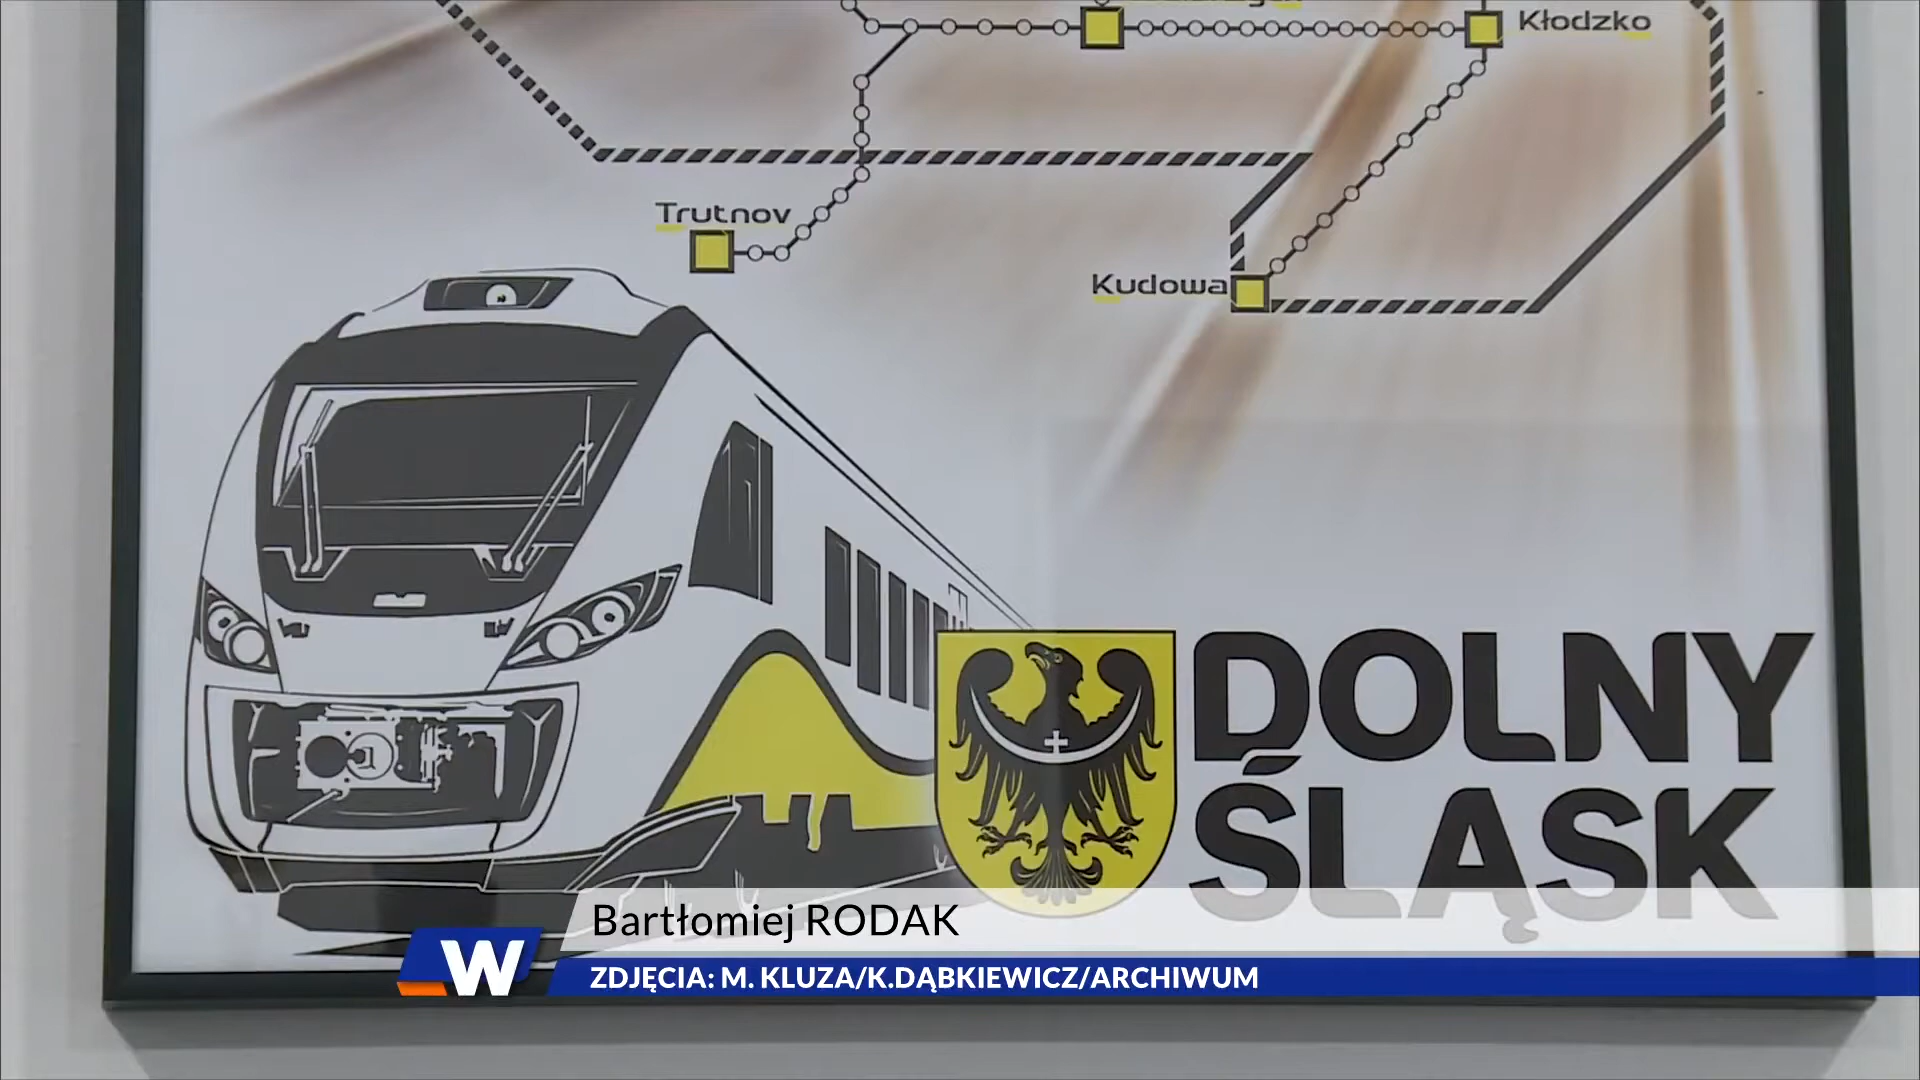 Kłodzko
Trutnov
Kudowa
DOLNY
ŚLĄSK
Bartłomiej RODAK
W
ZDJĘCIA: M. KLUZA/K.DĄBKIEWICZ/ARCHIWUM